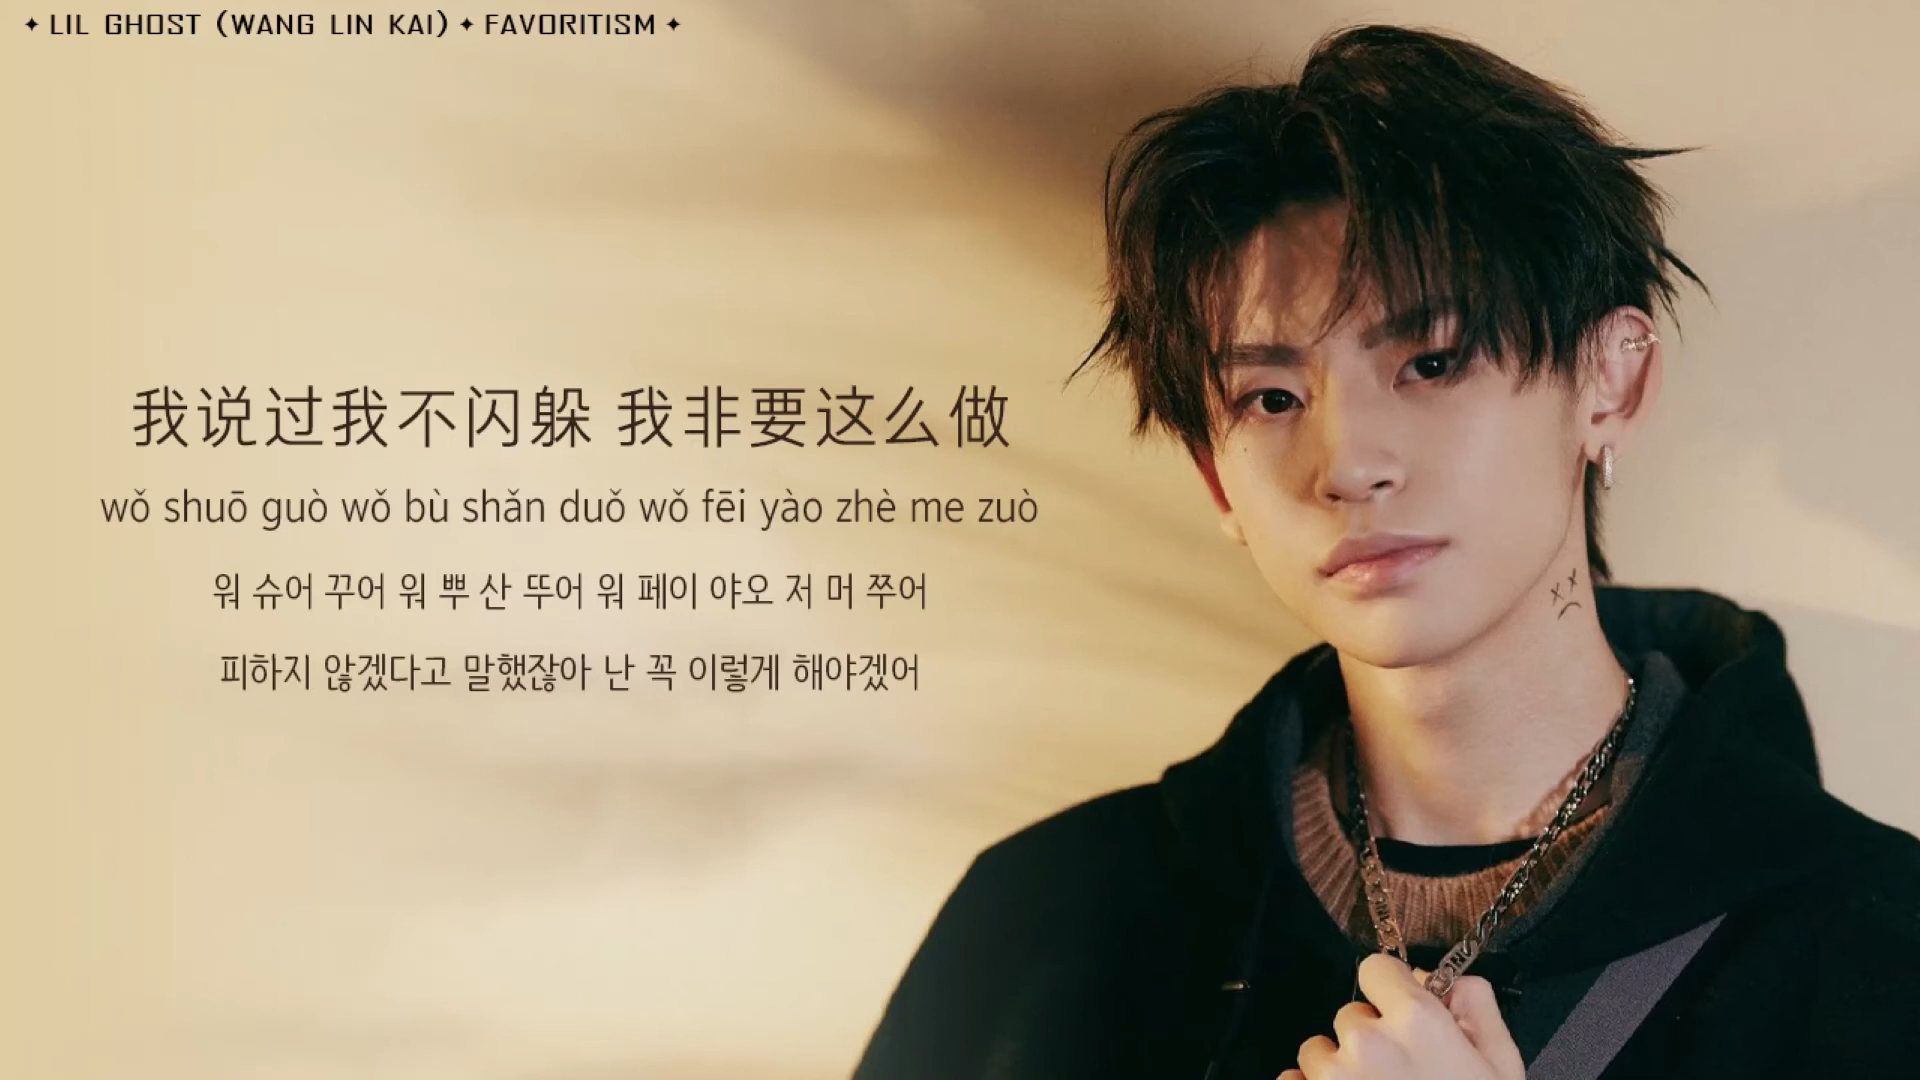 ✦ LIL GHOST (WANG LIN KAI) ✦ FAVORITISM ✦
我说过我不闪躲 我非要这么做
wǒ shuō guò wǒ bù shǎn duǒ wǒ fēi yào zhè me zuò
워 슈어 꾸어 워 뿌 산 뚜어 워 페이 야오 저 머 쭈어
피하지 않겠다고 말했잖아 난 꼭 이렇게 해야겠어